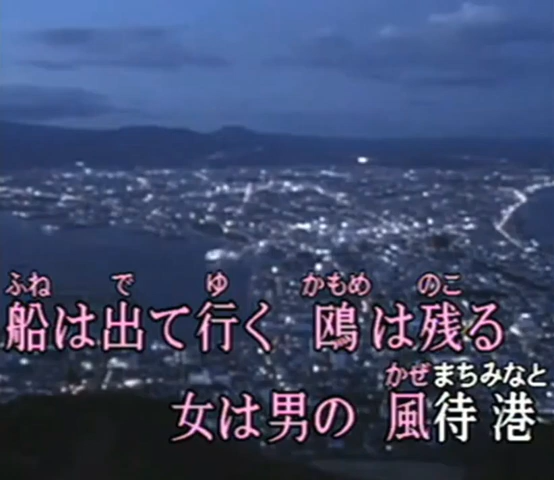 ふね で ゆ かもめ のこ
船は出て行く 鴎は残る
かぜまちみなと
女は男の 風待港